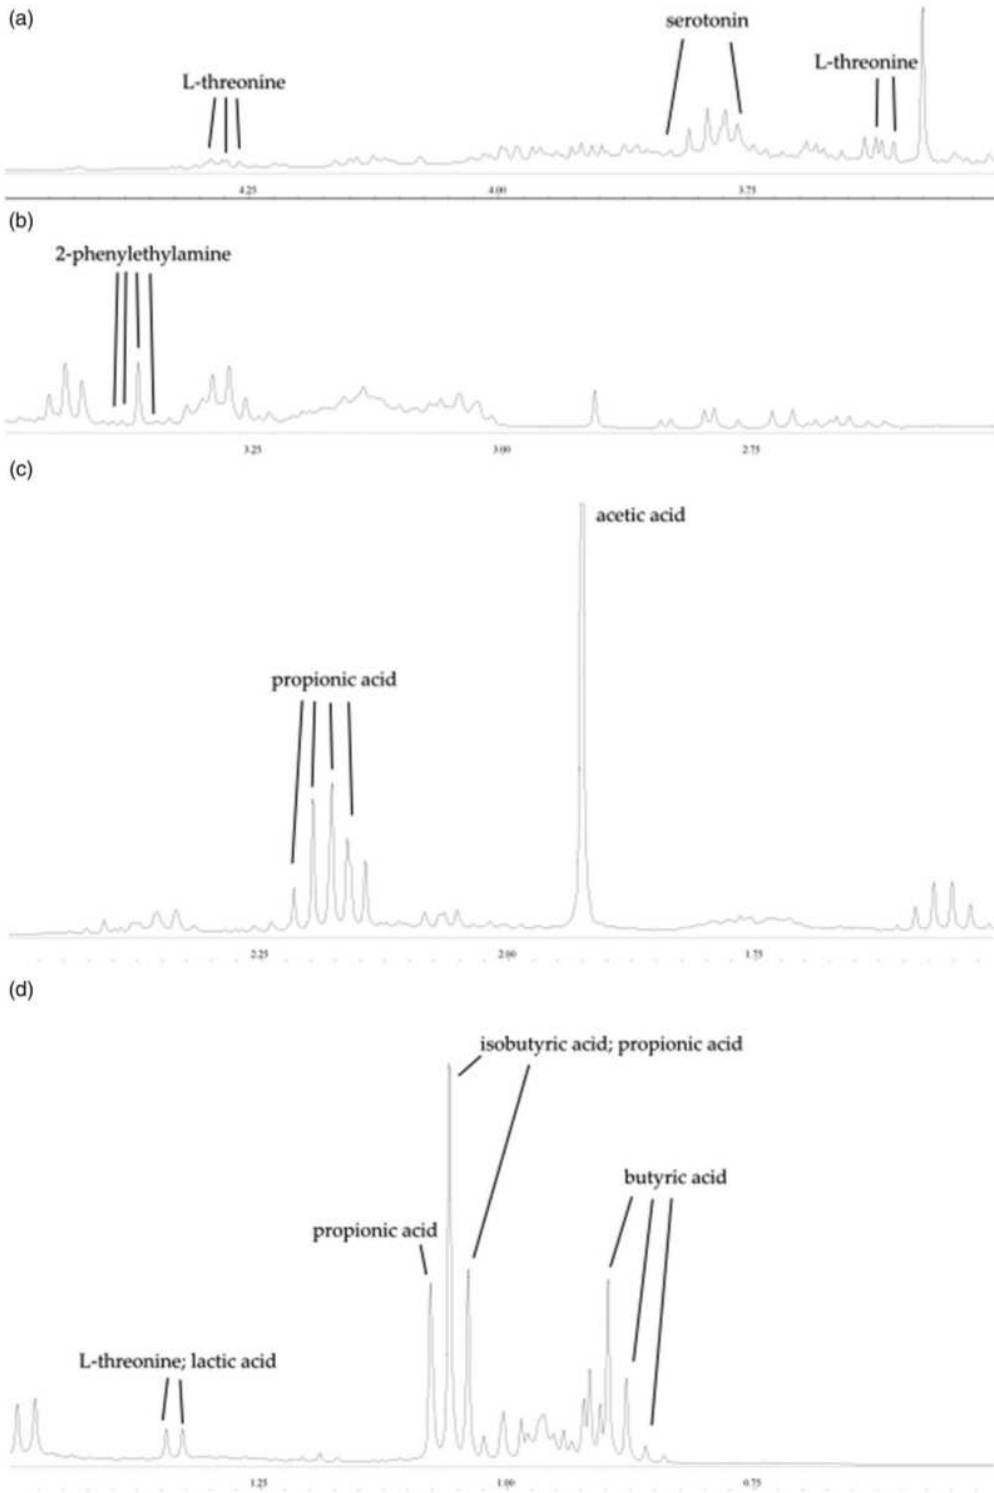 (a)
serotonin
L-threonine
L-threonine
4.25 4.00 3.75
(b)
2-phenylethylamine
3.25 3.00 2.75
(c)
acetic acid
propionic acid
2.25 2.00 1.75
(d)
isobutyric acid; propionic acid
butyric acid
propionic acid
L-threonine; lactic acid
1.25 1.00 0.75